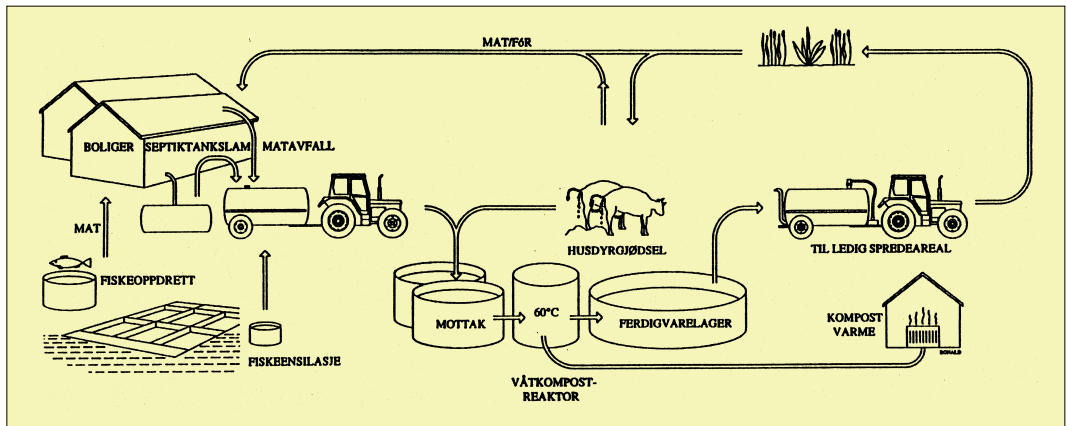 MAT/FôR
BOLIGER SEPTIKTANKSLAM MATAVFALL
MAT
HUSDYRGJØDSEL
TIL LEDIG SPREDEAREAL
FISKEOPPDRETT
MOTTAK
60°C
FERDIGVARELAGER
KOMPOST
VARME
FISKEENSILASJE
VÅTKOMPOST-
REAKTOR
RONALD